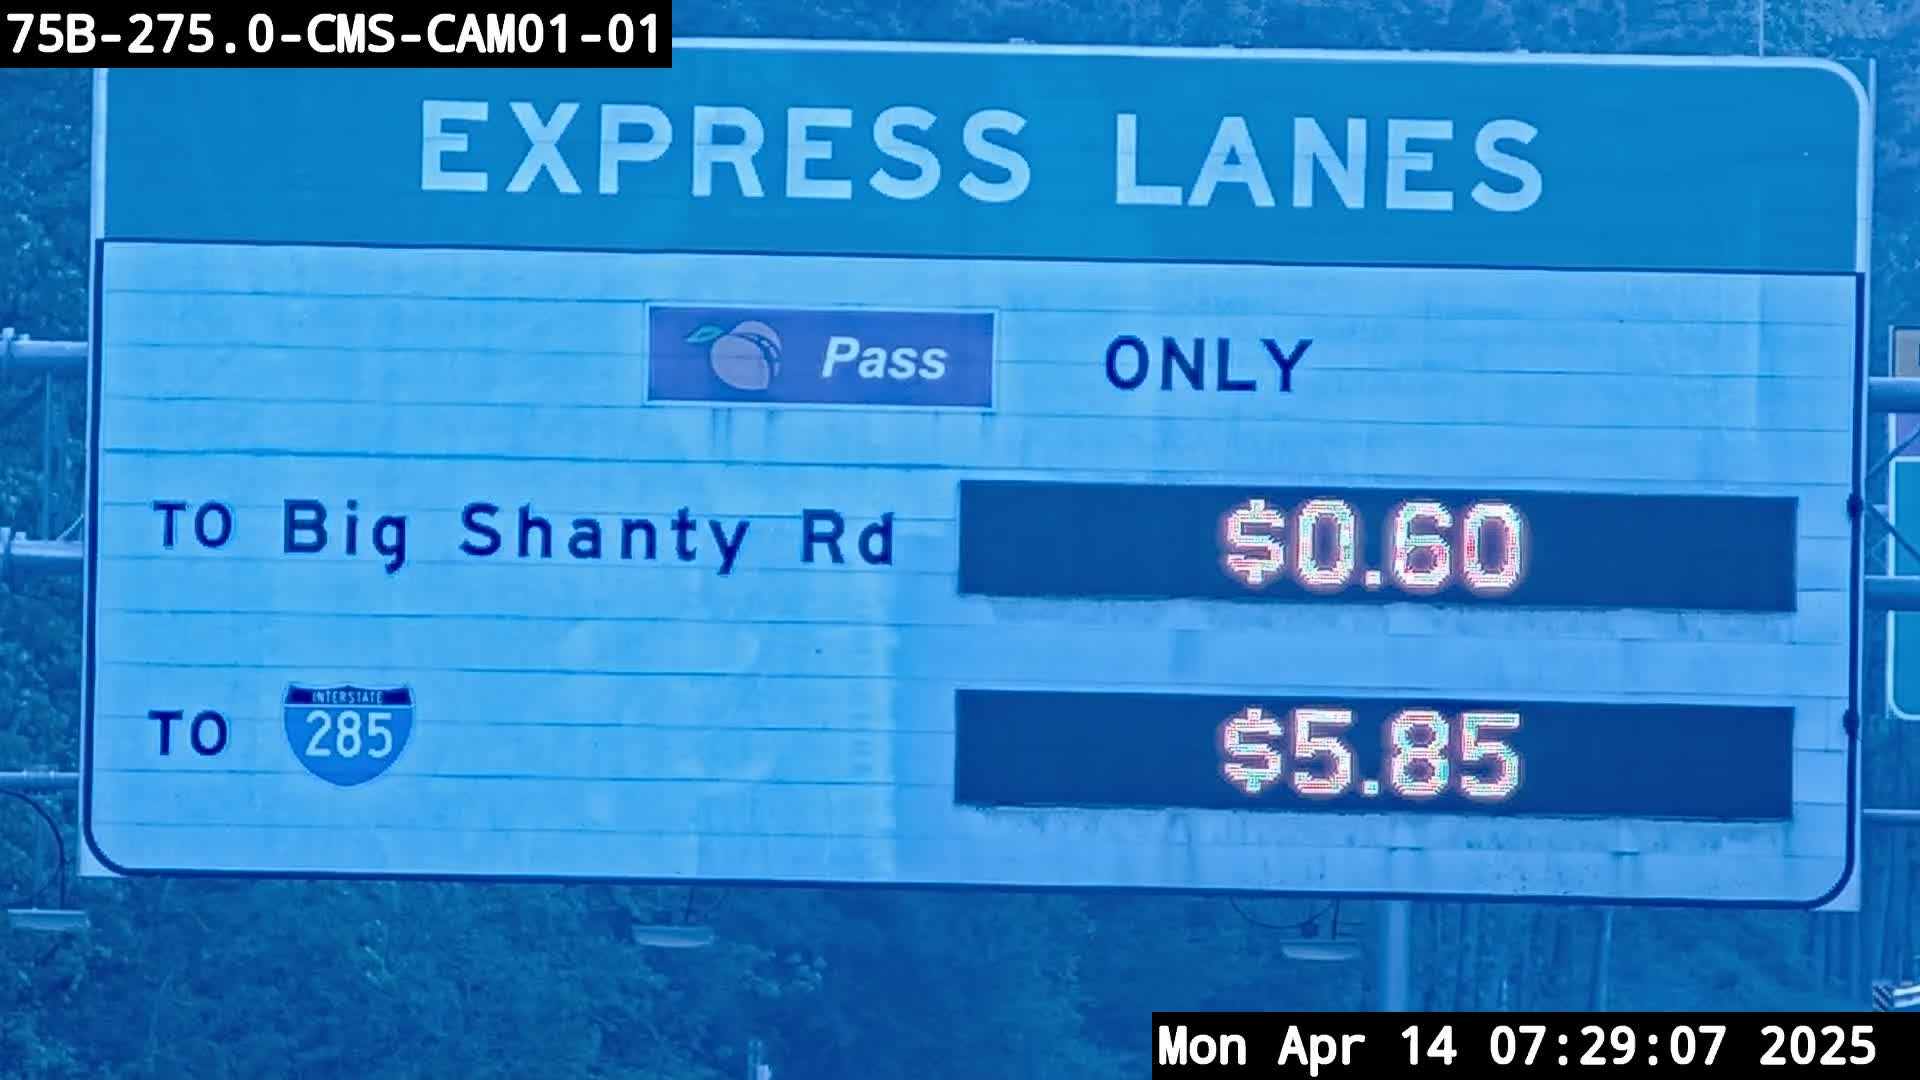 75B-275.0-CMS-CAM01-01
EXPRESS LANES
Pass ONLY
TO Big Shanty Rd $0.60
INTERSTATE
TO 285 $5.85
Mon Apr 14 07:29:07 2025